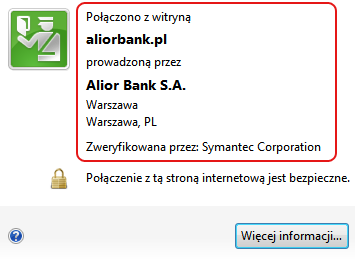 Połączono z witryną
aliorbank.pl
prowadzoną przez
Alior Bank S.A.
Warszawa
Warszawa, PL
Zweryfikowana przez: Symantec Corporation
Połączenie z tą stroną internetową jest bezpieczne.
?
Więcej informacji...